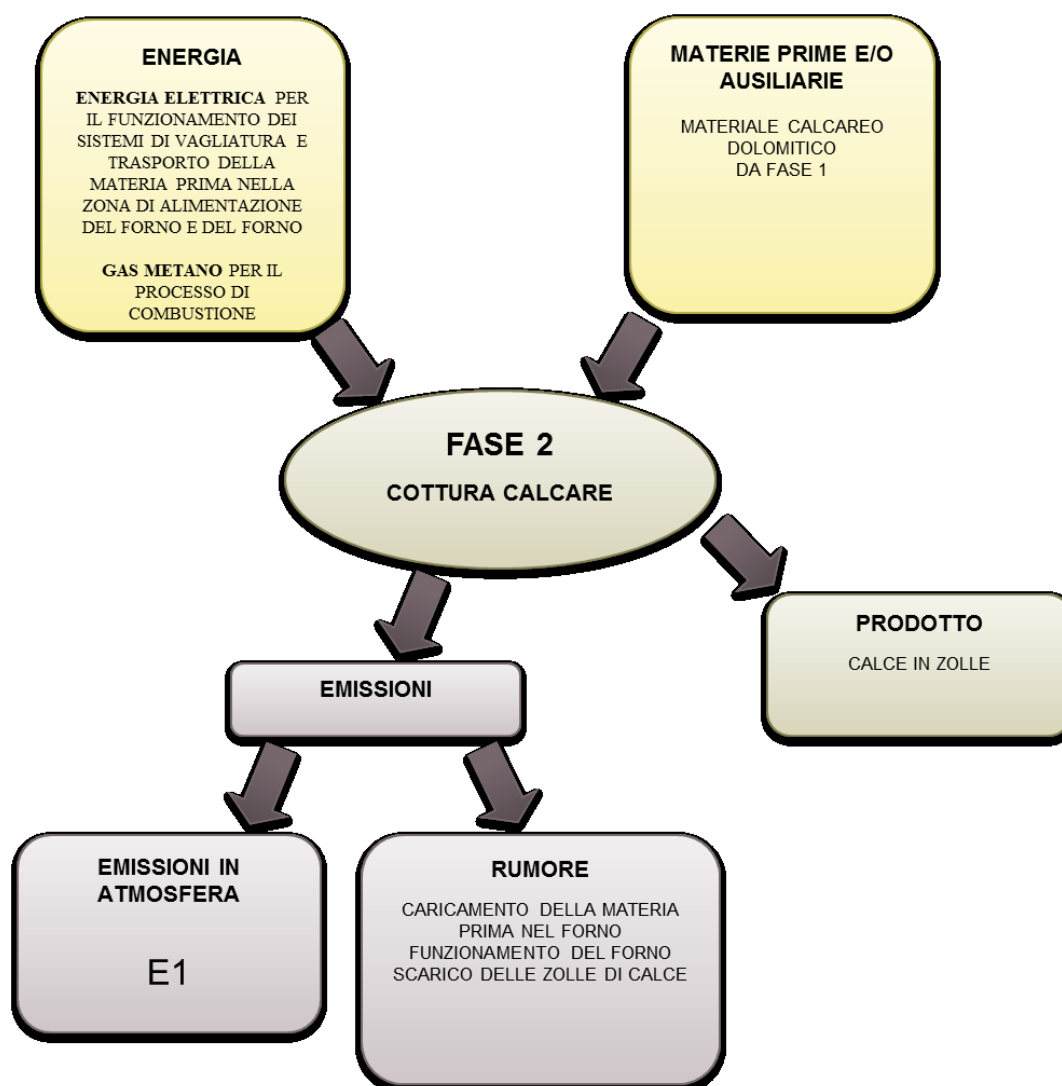 ENERGIA
ENERGIA ELETTRICA PER
IL FUNZIONAMENTO DEI
SISTEMI DI VAGLIATURA E
TRASPORTO DELLA
MATERIA PRIMA NELLA
ZONA DI ALIMENTAZIONE
DEL FORNO E DEL FORNO
GAS METANO PER IL
PROCESSO DI
COMBUSTIONE
MATERIE PRIME E/O
AUSILIARIE
MATERIALE CALCAREO
DOLOMITICO
DA FASE 1
FASE 2
COTTURA CALCARE
PRODOTTO
CALCE IN ZOLLE
EMISSIONI
EMISSIONI IN
ATMOSFERA
E1
RUMORE
CARICAMENTO DELLA MATERIA
PRIMA NEL FORNO
FUNZIONAMENTO DEL FORNO
SCARICO DELLE ZOLLE DI CALCE